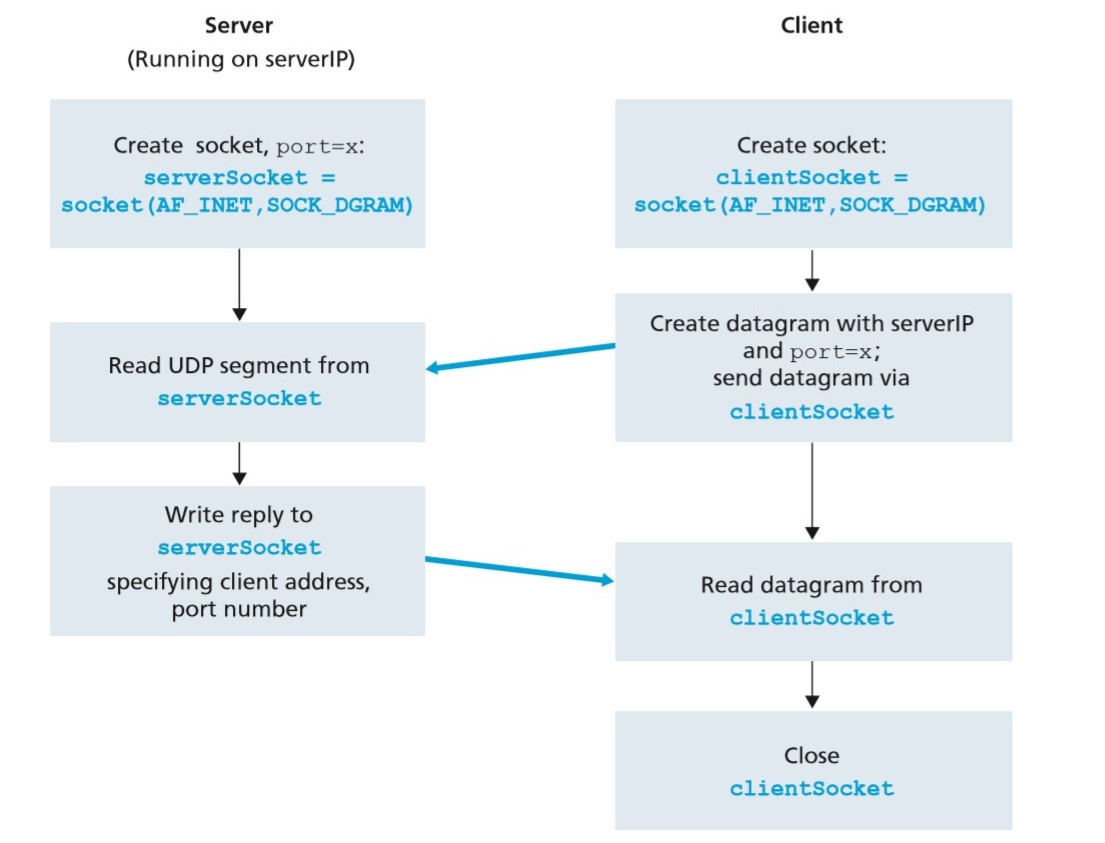 Server
(Running on serverIP)
Create socket, port=x:
serverSocket =
socket(AF_INET,SOCK_DGRAM)
Read UDP segment from
serverSocket
Write reply to
serverSocket
specifying client address,
port number
Client
Create socket:
clientSocket =
socket(AF_INET,SOCK_DGRAM)
Create datagram with serverIP
and port=x;
send datagram via
clientSocket
Read datagram from
clientSocket
Close
clientSocket